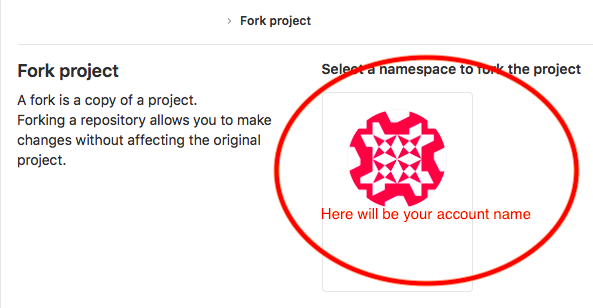 › Fork project
Fork project
Select a namespace to fork the project
A fork is a copy of a project.
Forking a repository allows you to make
changes without affecting the original
project.
Here will be your account name